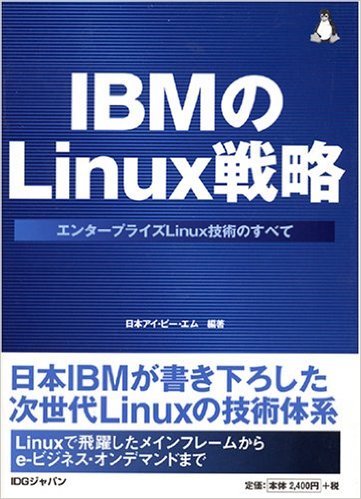 IBMの
Linux戦略
エンタープライズLinux技術のすべて
日本アイ・ビー・エム 編著
日本IBMが書き下ろした
次世代Linuxの技術体系
Linuxで飛躍したメインフレームから
e-ビジネス・オンデマンドまで
IDGジャパン
定価：本体 2,400円 +税